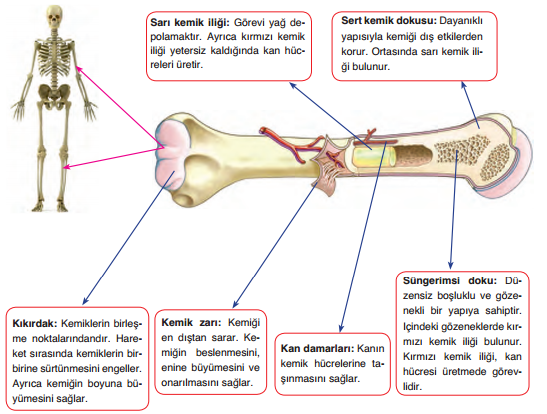 Sarı kemik iliği: Görevi yağ de-
polamaktır. Ayrıca kırmızı kemik
iliği yetersiz kaldığında kan hüc-
releri üretir.
Sert kemik dokusu: Dayanıklı
yapısıyla kemiği dış etkilerden
korur. Ortasında sarı kemik ili-
ği bulunur.
Kıkırdak: Kemiklerin birleş-
me noktalarındandır. Hare-
ket sırasında kemiklerin bir-
birine sürtünmesini engeller.
Ayrıca kemiğin boyuna bü-
yümesini sağlar.
Kemik zarı: Kemiği
en dıştan sarar. Ke-
miğin beslenmesini,
enine büyümesini ve
onarılmasını sağlar.
Kan damarları: Kanın
kemik hücrelerine ta-
şınmasını sağlar.
Süngerimsi doku: Dü-
zensiz boşluklu ve göze-
nekli bir yapıya sahiptir.
İçindeki gözeneklerde kır-
mızı kemik iliği bulunur.
Kırmızı kemik iliği, kan
hücresi üretmede görev-
lidir.